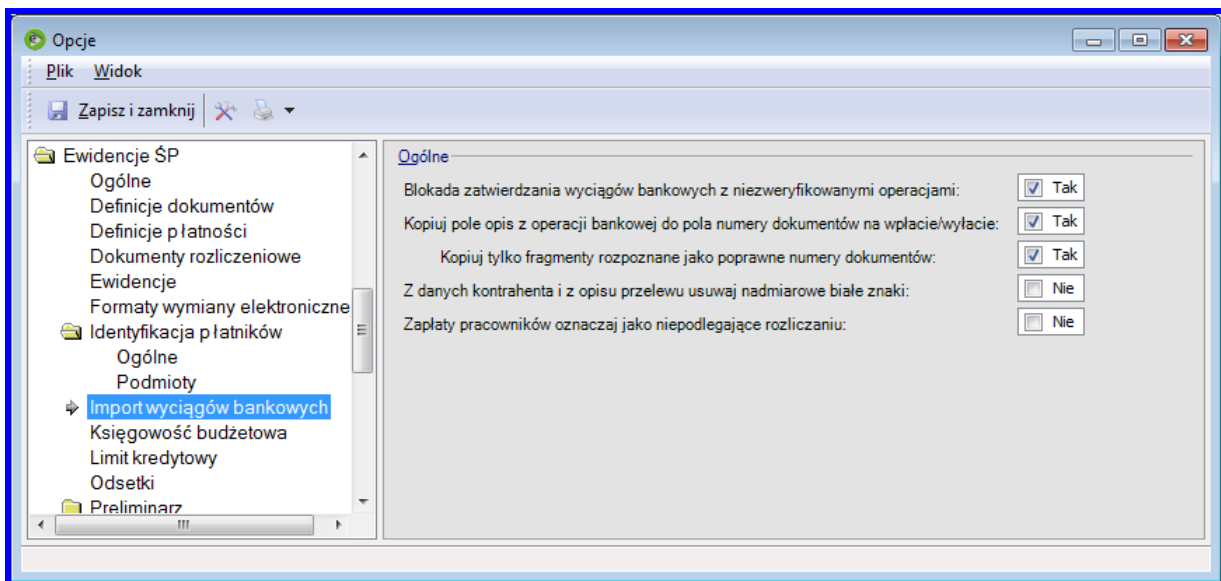 Opcje
Plik Widok
Zapisz i zamknij
Ewidencje ŚP
Ogólne
Definicje dokumentów
Definicje płatności
Dokumenty rozliczeniowe
Ewidencje
Formaty wymiany elektroniczne
Identyfikacja płatników
Ogólne
Podmioty
Import wyciągów bankowych
Księgowość budżetowa
Limit kredytowy
Odsetki
Preliminarz
Ogólne
Blokada zatwierdzania wyciągów bankowych z niezweryfikowanymi operacjami: Tak
Kopiuj pole opis z operacji bankowej do pola numery dokumentów na wpłacie/wyłacie: Tak
Kopiuj tylko fragmenty rozpoznane jako poprawne numery dokumentów: Tak
Z danych kontrahenta i z opisu przelewu usuwaj nadmiarowe białe znaki: Nie
Zapłaty pracowników oznaczaj jako niepodlegające rozliczaniu: Nie